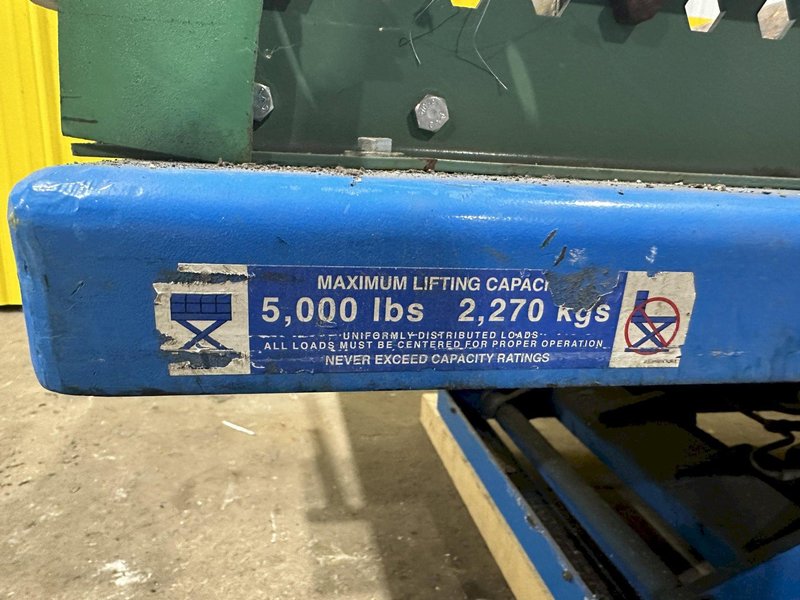 MAXIMUM LIFTING CAPACI
5,000 lbs 2,270 kgs
UNIFORMLY DISTRIBUTED LOADS
ALL LOADS MUST BE CENTERED FOR PROPER OPERATION
NEVER EXCEED CAPACITY RATINGS